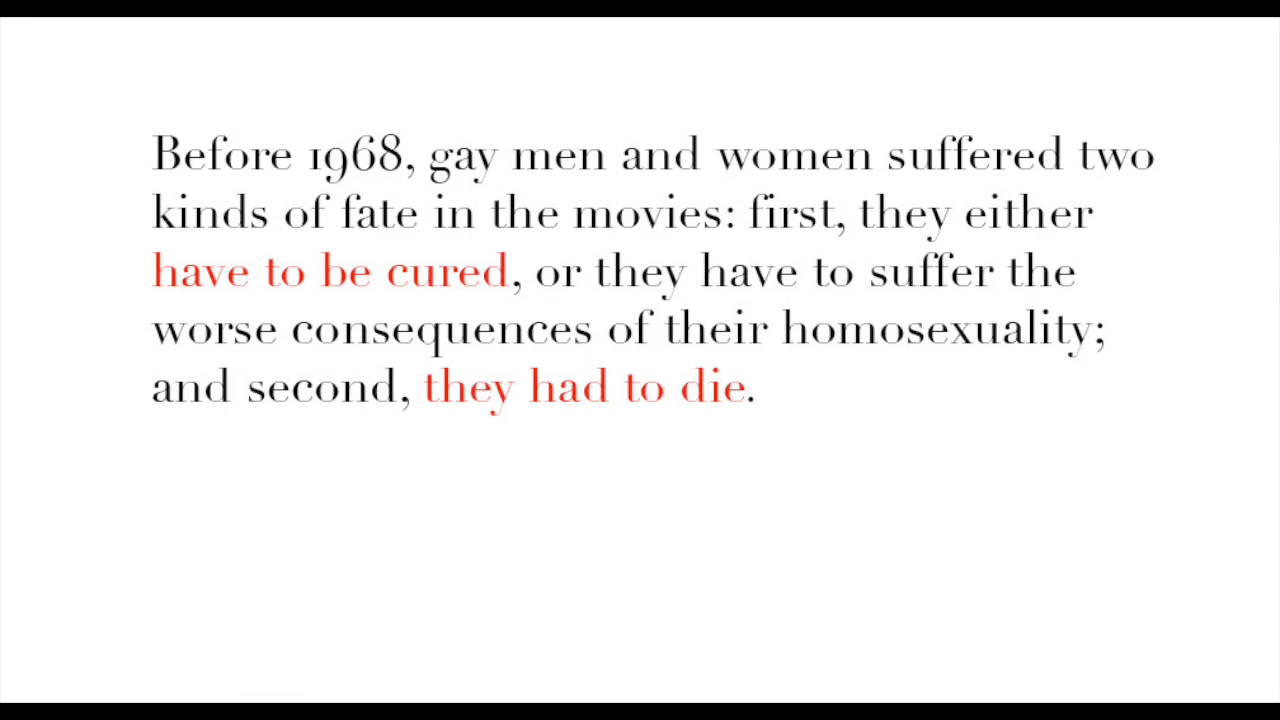 Before 1968, gay men and women suffered two
kinds of fate in the movies: first, they either
have to be cured, or they have to suffer the
worse consequences of their homosexuality;
and second, they had to die.